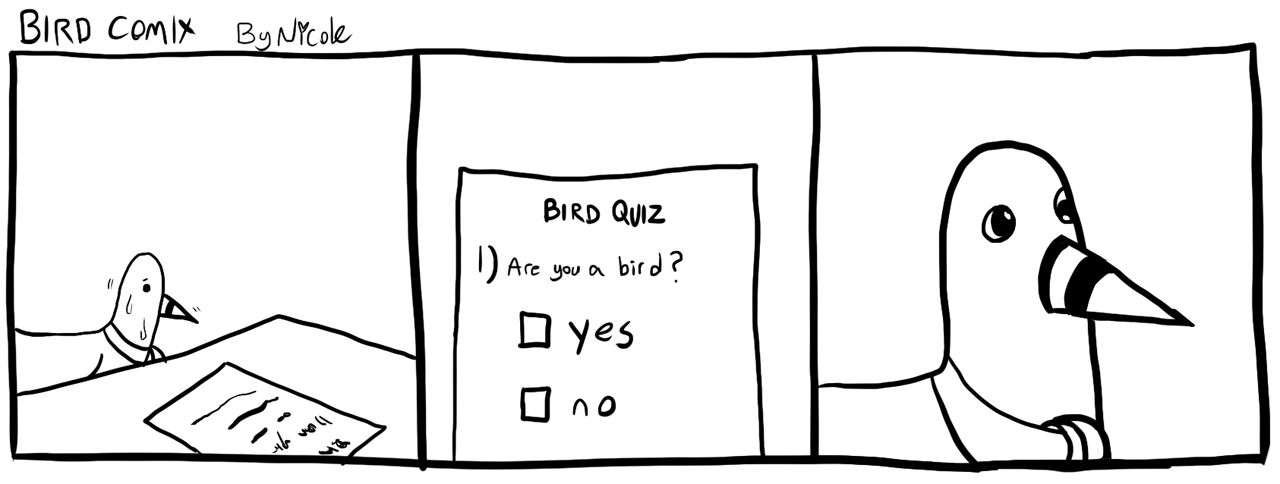 BIRD COMIX By Nicole
BIRD QUIZ
1) Are you a bird?
yes
no